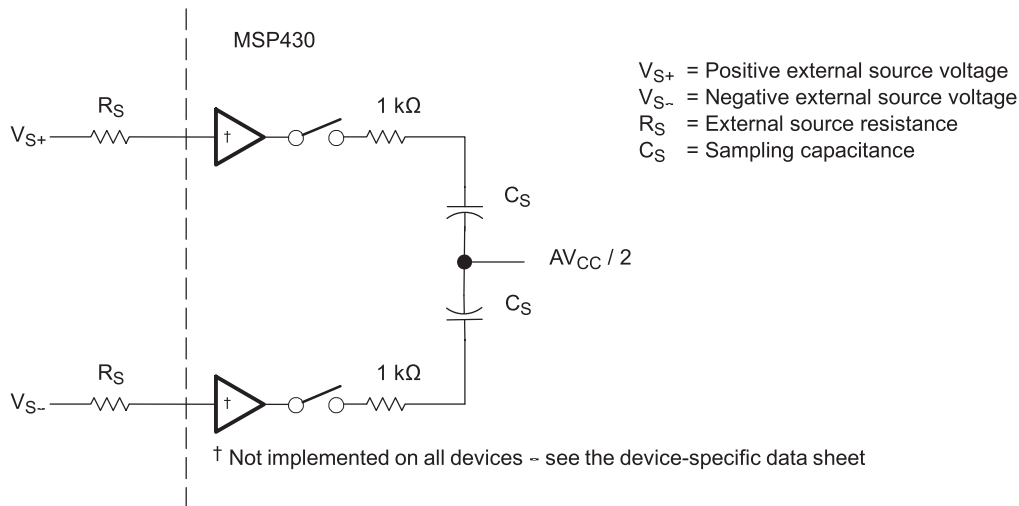 MSP430
V_S+ = Positive external source voltage
V_S- = Negative external source voltage
R_S = External source resistance
C_S = Sampling capacitance
R_S
1 kΩ
V_S+
†
C_S
AV_CC / 2
C_S
R_S
1 kΩ
V_S-
†
† Not implemented on all devices - see the device-specific data sheet